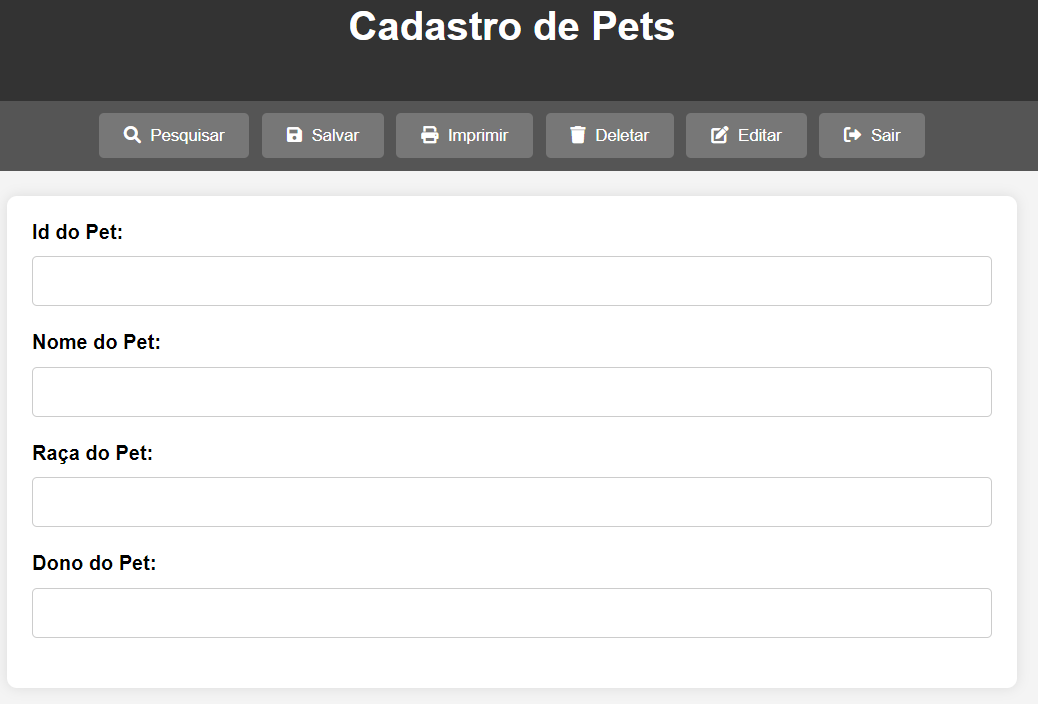 Cadastro de Pets
Pesquisar Salvar Imprimir Deletar Editar Sair
Id do Pet:
Nome do Pet:
Raça do Pet:
Dono do Pet: